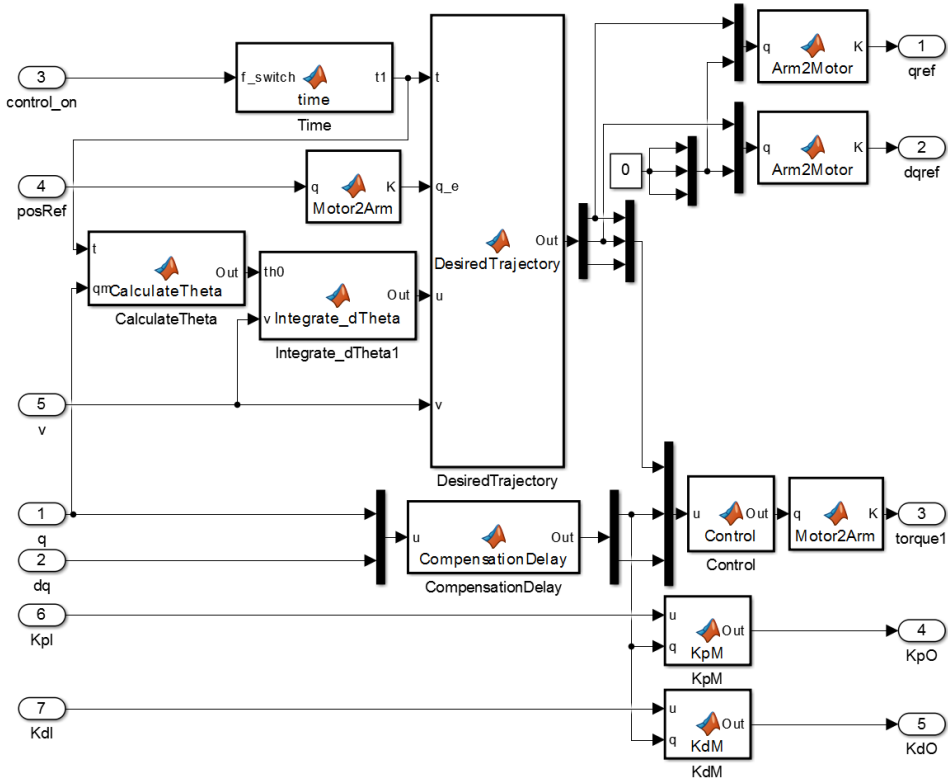 3
control_on
f_switch
t1
time
Time
4
posRef
q
K
Motor2Arm
t
qm
Out
CalculateTheta
CalculateTheta
th0
v
Out
Integrate_dTheta
Integrate_dTheta1
5
v
t
q_e
u
v
Out
DesiredTrajectory
DesiredTrajectory
0
q
K
Arm2Motor
1
qref
q
K
Arm2Motor
2
dqref
1
q
2
dq
u
Out
CompensationDelay
CompensationDelay
u
Out
Control
Control
q
K
Motor2Arm
3
torque1
6
KpI
u
q
Out
KpM
KpM
4
KpO
7
KdI
u
q
Out
KdM
KdM
5
KdO